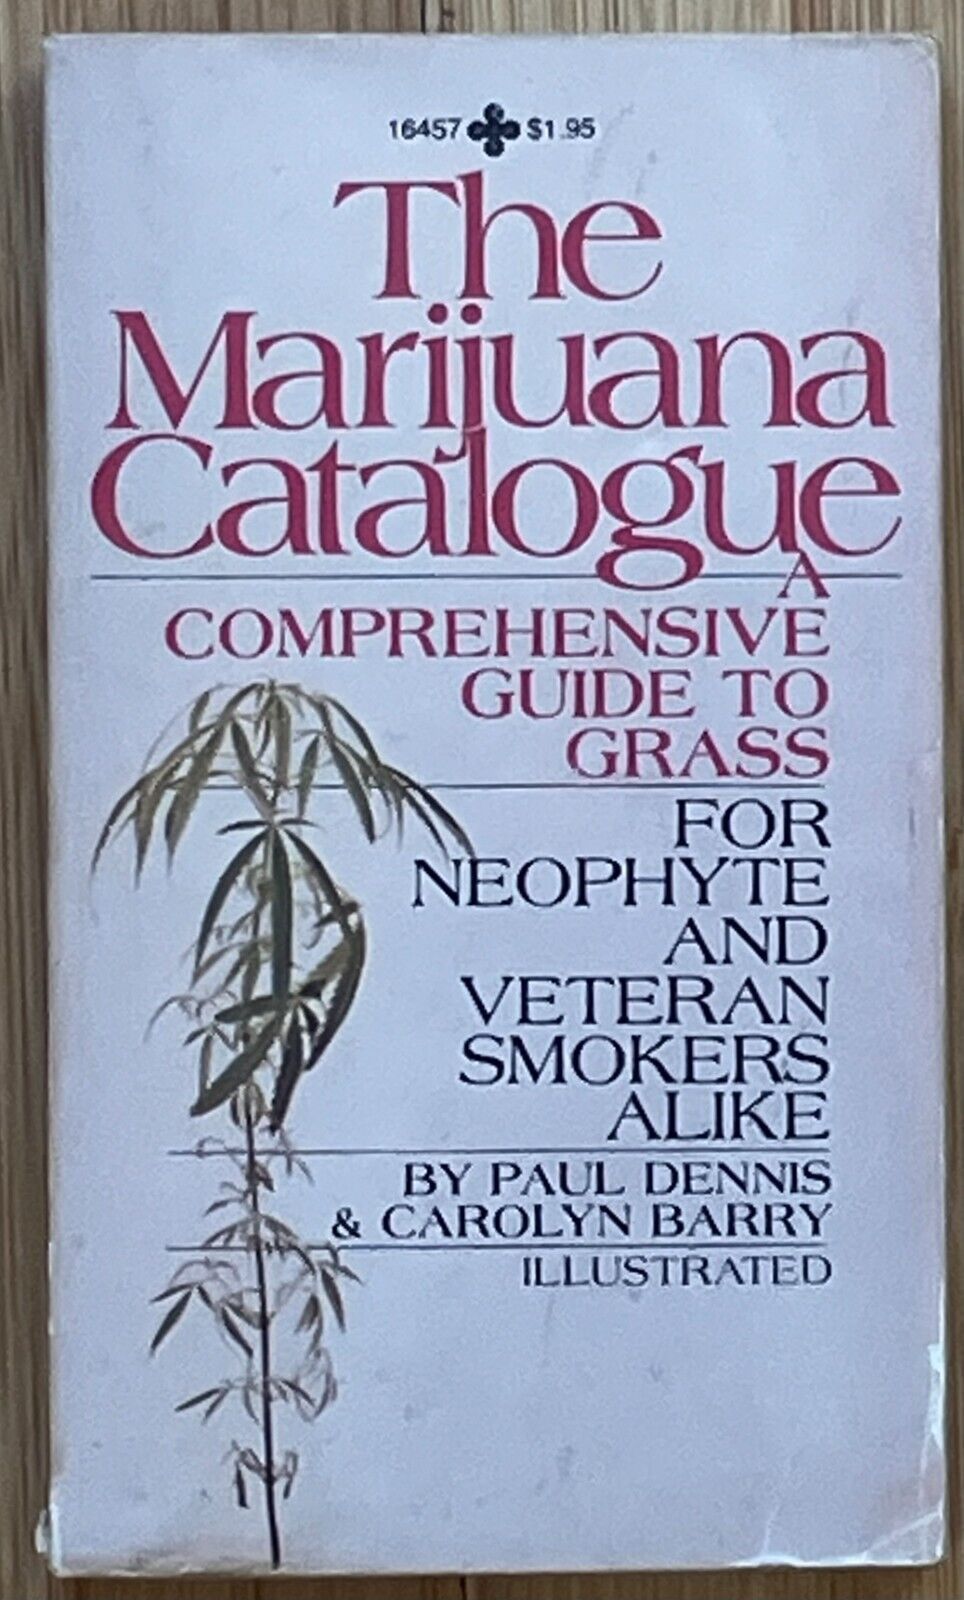 16457 $1.95
The
Marijuana
Catalogue
A
COMPREHENSIVE
GUIDE TO
GRASS
FOR
NEOPHYTE
AND
VETERAN
SMOKERS
ALIKE
BY PAUL DENNIS
& CAROLYN BARRY
ILLUSTRATED